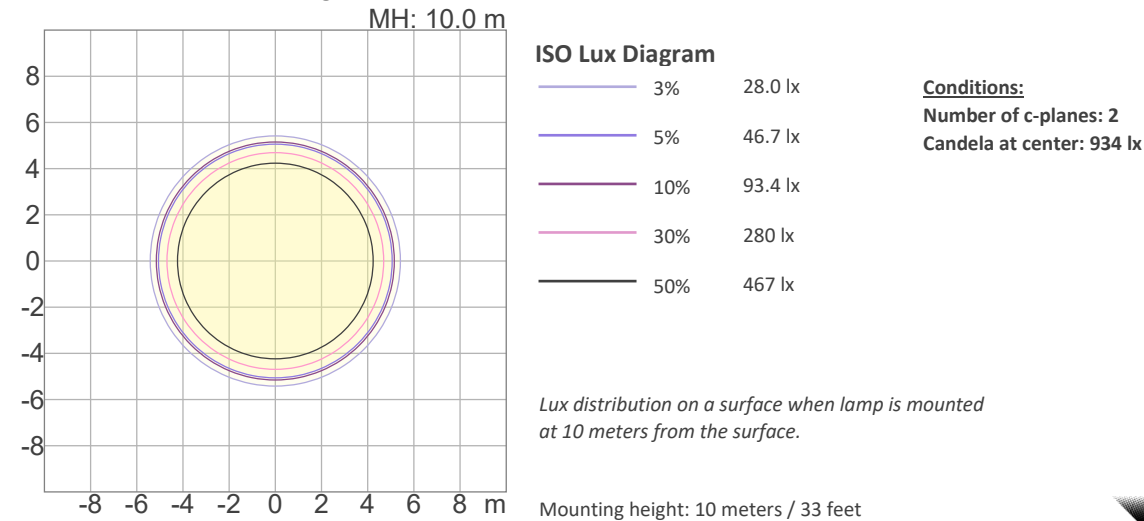 MH: 10.0 m
8
6
4
2
0
-2
-4
-6
-8
-8 -6 -4 -2 0 2 4 6 8 m
ISO Lux Diagram
3% 28.0 lx
5% 46.7 lx
10% 93.4 lx
30% 280 lx
50% 467 lx
Conditions:
Number of c-planes: 2
Candela at center: 934 lx
Lux distribution on a surface when lamp is mounted
at 10 meters from the surface.
Mounting height: 10 meters / 33 feet